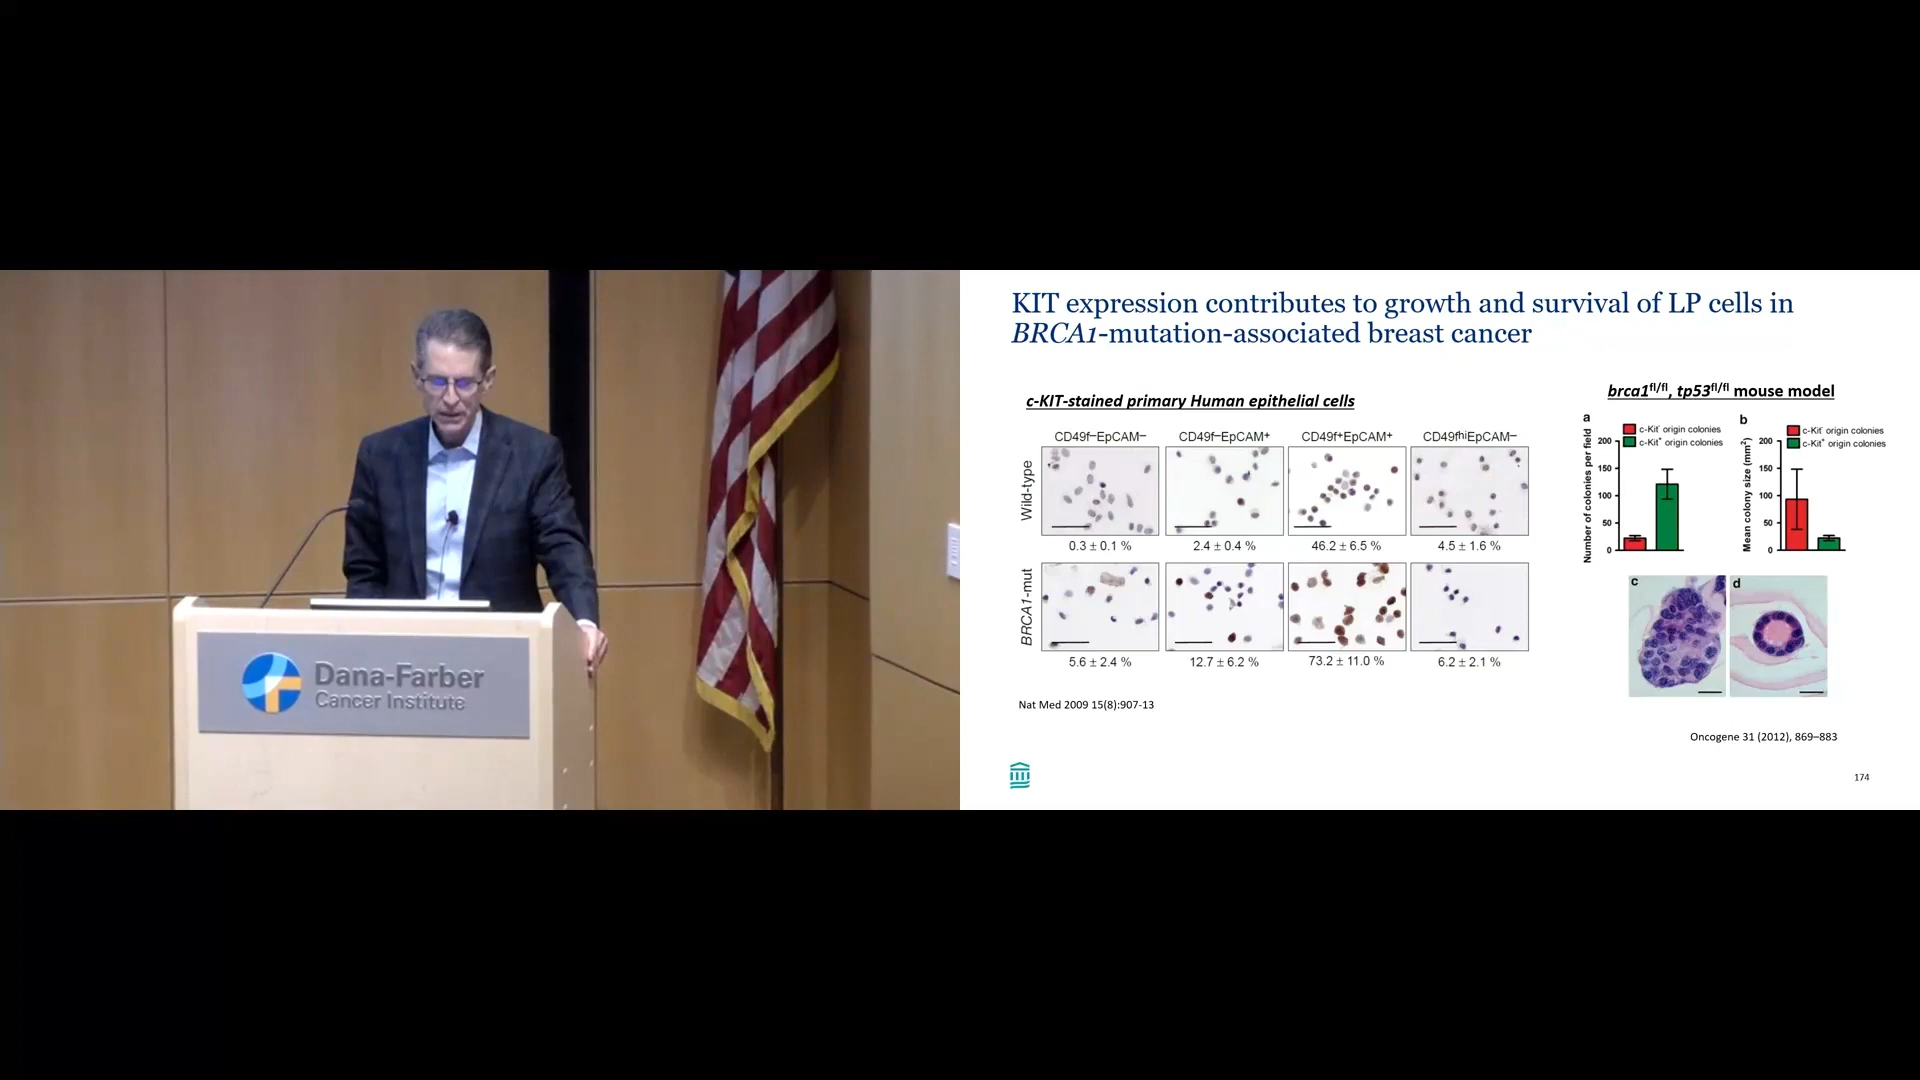 Dana-Farber
Cancer Institute
KIT expression contributes to growth and survival of LP cells in
BRCA1-mutation-associated breast cancer
c-KIT-stained primary Human epithelial cells
CD49f–EpCAM– CD49f–EpCAM+ CD49f+EpCAM+ CD49fhiEpCAM–
Wild-type
0.3 ± 0.1 % 2.4 ± 0.4 % 46.2 ± 6.5 % 4.5 ± 1.6 %
BRCA1-mut
5.6 ± 2.4 % 12.7 ± 6.2 % 73.2 ± 11.0 % 6.2 ± 2.1 %
Nat Med 2009 15(8):907-13
brca1fl/fl, tp53fl/fl mouse model
a
c-Kit- origin colonies
c-Kit+ origin colonies
Number of colonies per field
200
150
100
50
0
b
c-Kit- origin colonies
c-Kit+ origin colonies
Mean colony size (mm2)
200
150
100
50
0
c
d
Oncogene 31 (2012), 869–883
174